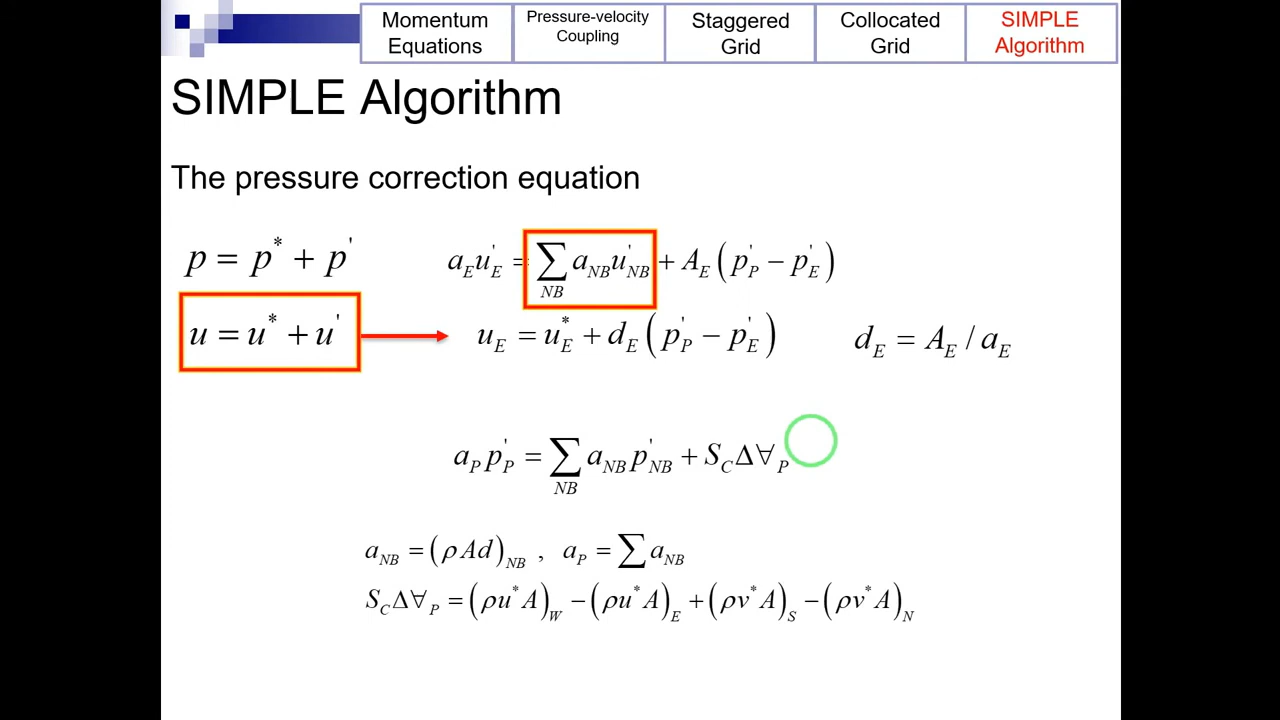 Momentum Equations
Pressure-velocity Coupling
Staggered Grid
Collocated Grid
SIMPLE Algorithm
SIMPLE Algorithm
The pressure correction equation
p = p* + p'
a_E u'_E = ∑_NB a_NB u'_NB + A_E (p'_P − p'_E)
u = u* + u'
u_E = u*_E + d_E (p'_P − p'_E)
d_E = A_E / a_E
a_P p'_P = ∑_NB a_NB p'_NB + S_C Δ∀_P
a_NB = (ρAd)_NB , a_P = ∑ a_NB
S_C Δ∀_P = (ρu*A)_W − (ρu*A)_E + (ρv*A)_S − (ρv*A)_N